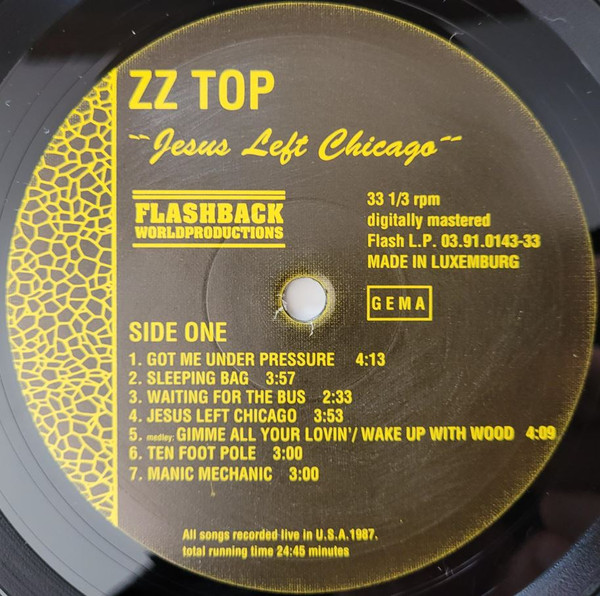 ZZ TOP
"Jesus Left Chicago"
FLASHBACK
WORLDPRODUCTIONS
33 1/3 rpm
digitally mastered
Flash L.P. 03.91.0143-33
MADE IN LUXEMBURG
GEMA
SIDE ONE
1. GOT ME UNDER PRESSURE 4:13
2. SLEEPING BAG 3:57
3. WAITING FOR THE BUS 2:33
4. JESUS LEFT CHICAGO 3:53
5. medley: GIMME ALL YOUR LOVIN'/ WAKE UP WITH WOOD 4:09
6. TEN FOOT POLE 3:00
7. MANIC MECHANIC 3:00
All songs recorded live in U.S.A.1987.
total running time 24:45 minutes